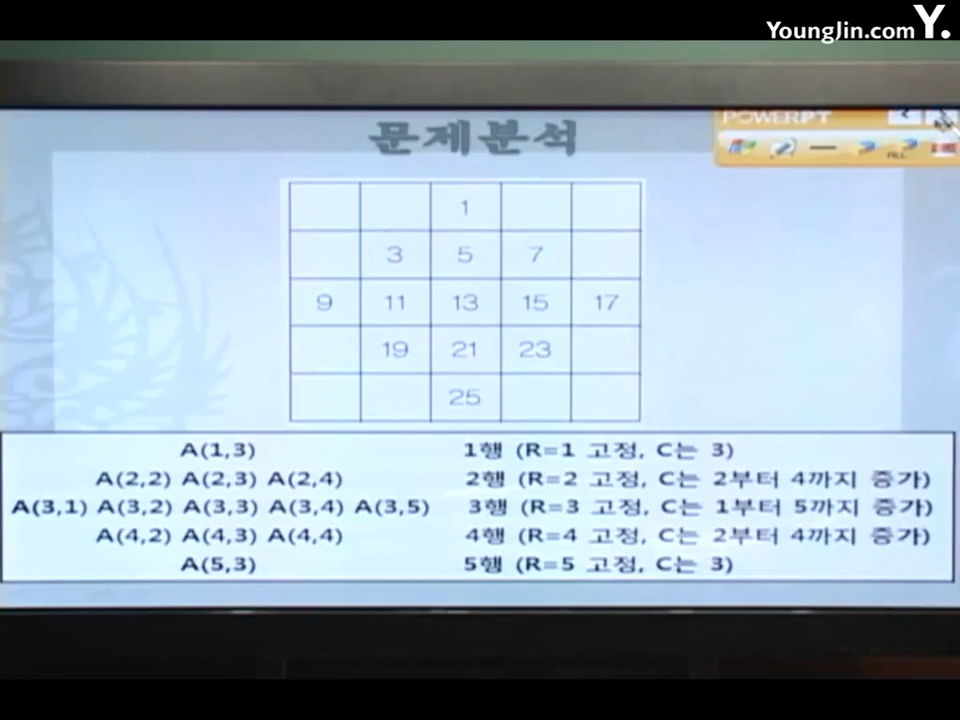 YoungJin.com Y.
POWERPT
문제분석
1
3 5 7
9 11 13 15 17
19 21 23
25
A(1,3) 1행 (R=1 고정, C는 3)
A(2,2) A(2,3) A(2,4) 2행 (R=2 고정, C는 2부터 4까지 증가)
A(3,1) A(3,2) A(3,3) A(3,4) A(3,5) 3행 (R=3 고정, C는 1부터 5까지 증가)
A(4,2) A(4,3) A(4,4) 4행 (R=4 고정, C는 2부터 4까지 증가)
A(5,3) 5행 (R=5 고정, C는 3)